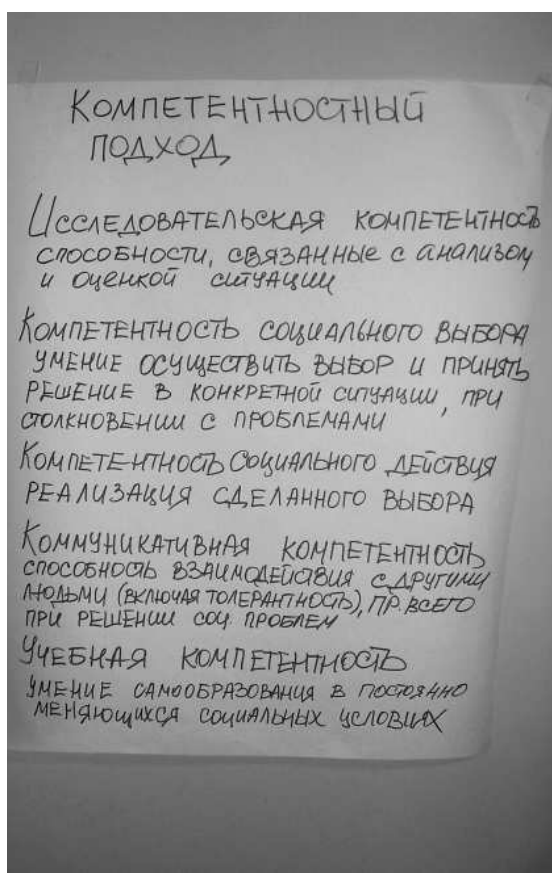 КОМПЕТЕНТНОСТНЫЙ
ПОДХОД
ИССЛЕДОВАТЕЛЬСКАЯ КОМПЕТЕНТНОСТЬ
СПОСОБНОСТИ, СВЯЗАННЫЕ С АНАЛИЗОМ
И ОЦЕНКОЙ СИТУАЦИИ
КОМПЕТЕНТНОСТЬ СОЦИАЛЬНОГО ВЫБОРА
УМЕНИЕ ОСУЩЕСТВИТЬ ВЫБОР И ПРИНЯТЬ
РЕШЕНИЕ В КОНКРЕТНОЙ СИТУАЦИИ, ПРИ
СТОЛКНОВЕНИИ С ПРОБЛЕМАМИ
КОМПЕТЕНТНОСТЬ СОЦИАЛЬНОГО ДЕЙСТВИЯ
РЕАЛИЗАЦИЯ СДЕЛАННОГО ВЫБОРА
КОММУНИКАТИВНАЯ КОМПЕТЕНТНОСТЬ
СПОСОБНОСТЬ ВЗАИМОДЕЙСТВИЯ С ДРУГИМИ
ЛЮДЬМИ (ВКЛЮЧАЯ ТОЛЕРАНТНОСТЬ), ПР. ВСЕГО
ПРИ РЕШЕНИИ СОЦ. ПРОБЛЕМ
УЧЕБНАЯ КОМПЕТЕНТНОСТЬ
УМЕНИЕ САМООБРАЗОВАНИЯ В ПОСТОЯННО
МЕНЯЮЩИХСЯ СОЦИАЛЬНЫХ УСЛОВИЯХ